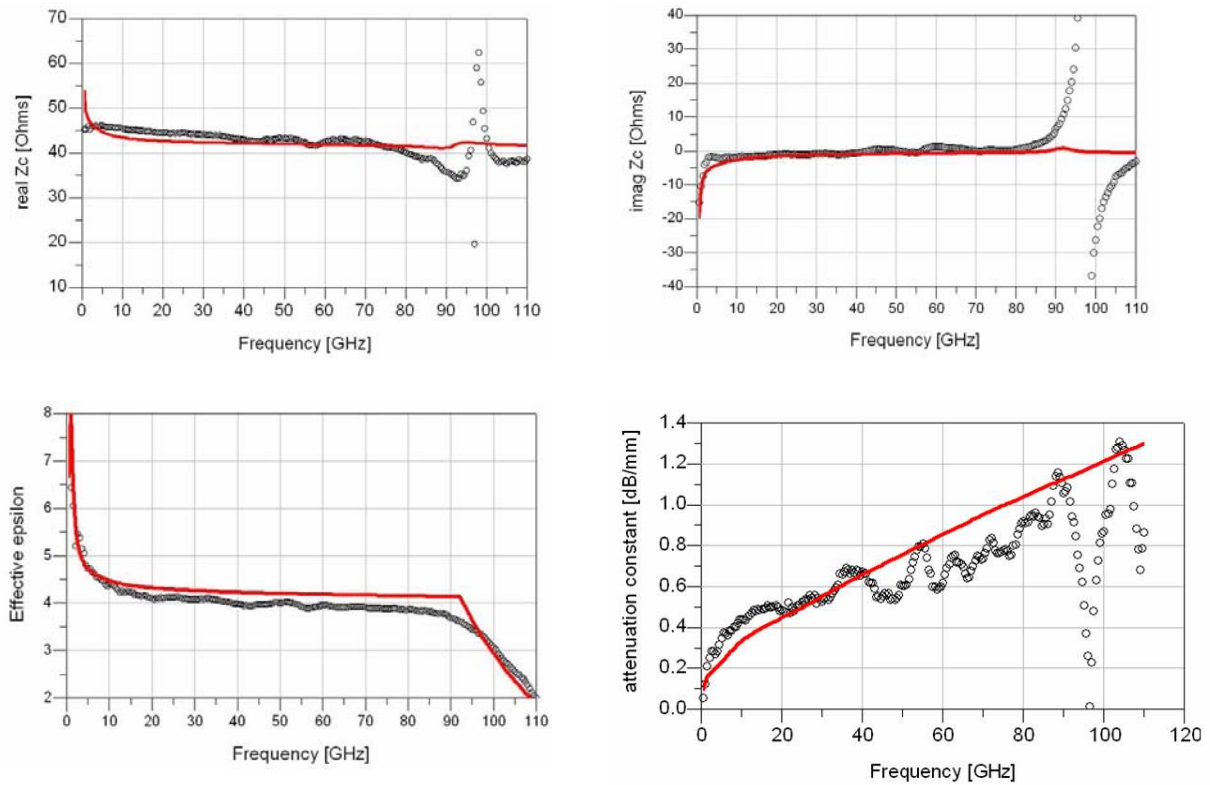 70
60
50
40
30
20
10
real Zc [Ohms]
0 10 20 30 40 50 60 70 80 90 100 110
Frequency [GHz]
40
30
20
10
0
-10
-20
-30
-40
imag Zc [Ohms]
0 10 20 30 40 50 60 70 80 90 100 110
Frequency [GHz]
8
7
6
5
4
3
2
Effective epsilon
0 10 20 30 40 50 60 70 80 90 100 110
Frequency [GHz]
1.4
1.2
1.0
0.8
0.6
0.4
0.2
0.0
attenuation constant [dB/mm]
0 20 40 60 80 100 120
Frequency [GHz]